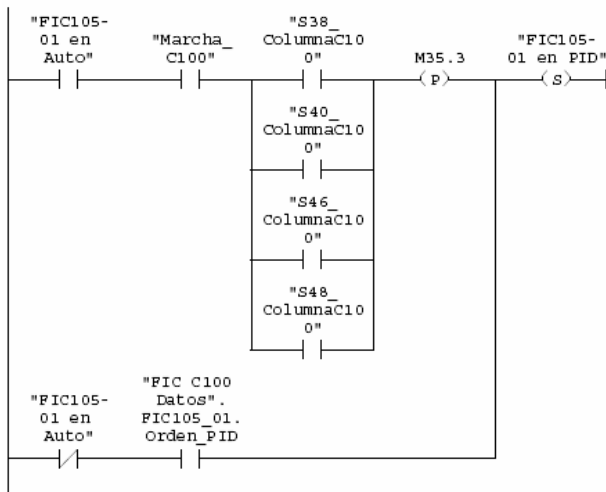 "FIC105-
01 en
Auto"
"Marcha_
C100"
"S38_
ColumnaC10
0"
M35.3
(P)
"FIC105-
01 en PID"
(S)
"S40_
ColumnaC10
0"
"S46_
ColumnaC10
0"
"S48_
ColumnaC10
0"
"FIC105-
01 en
Auto"
"FIC C100
Datos".
FIC105_01.
Orden_PID